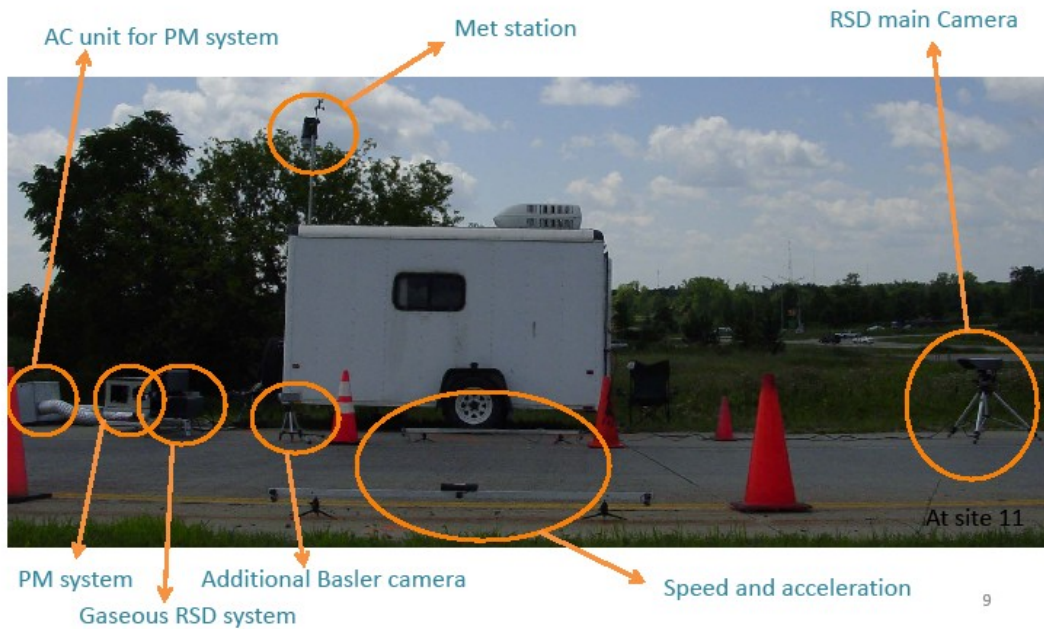 AC unit for PM system
Met station
RSD main Camera
At site 11
PM system
Additional Basler camera
Speed and acceleration
Gaseous RSD system
9